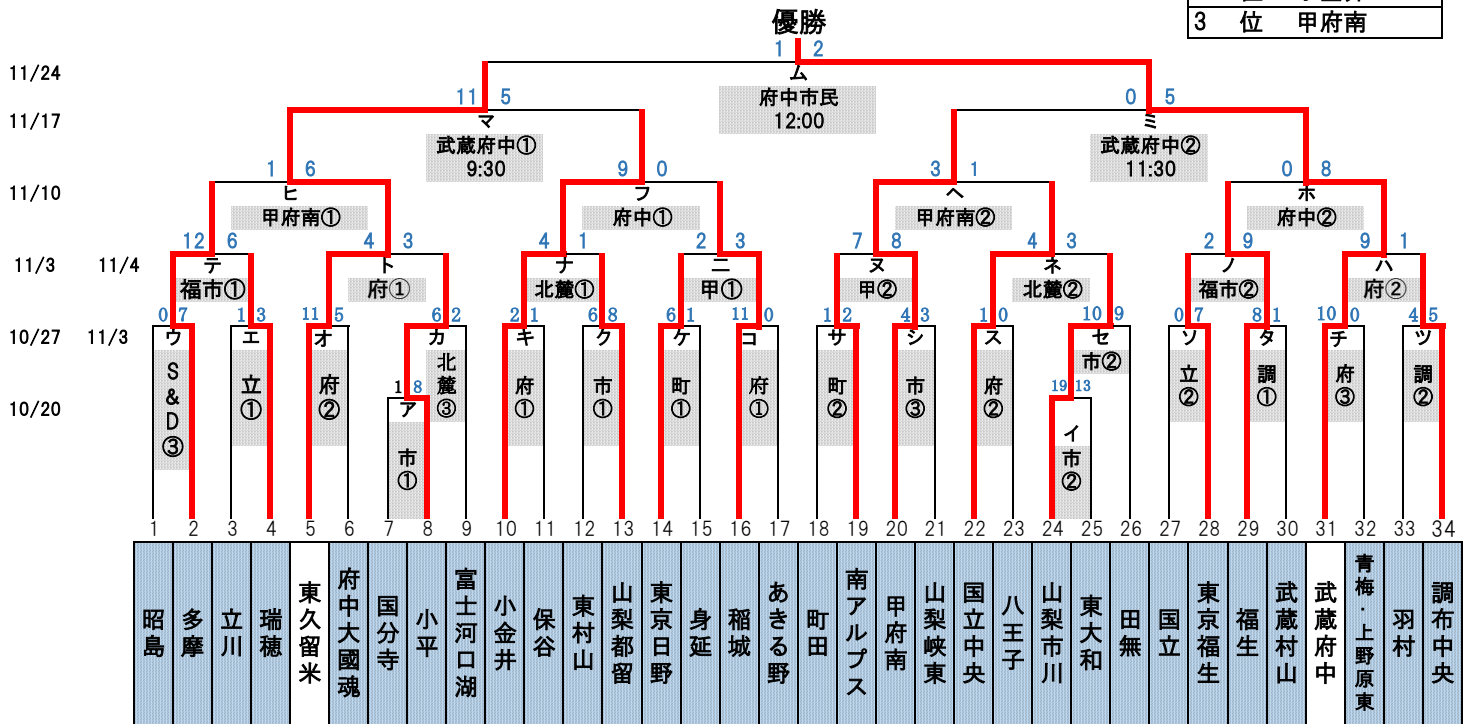 3 位 甲府南
優勝
11/24
1 2
ム
府中市民
12:00
11/17
11 5
マ
武蔵府中①
9:30
0 5
ミ
武蔵府中②
11:30
11/10
1 6
ヒ
甲府南①
9 0
フ
府中①
3 1
ヘ
甲府南②
0 8
ホ
府中②
11/3 11/4
12 6
テ
福市①
4 3
ト
府①
4 1
ナ
北麓①
2 3
ニ
甲①
7 8
ヌ
甲②
4 3
ネ
北麓②
2 9
ノ
福市②
9 1
ハ
府②
10/27 11/3
0 7
ウ
S&D③
1 3
エ
立①
11 5
オ
府②
6 2
カ
北麓③
2 1
キ
府①
6 8
ク
市①
6 1
ケ
町①
11 0
コ
府①
1 2
サ
町②
4 3
シ
市③
1 0
ス
府②
10 9
セ
市②
0 7
ソ
立②
8 1
タ
調①
10 0
チ
府③
4 5
ツ
調②
10/20
1 8
ア
市①
19 13
イ
市②
1 2 3 4 5 6 7 8 9 10 11 12 13 14 15 16 17 18 19 20 21 22 23 24 25 26 27 28 29 30 31 32 33 34
昭島
多摩
立川
瑞穂
東久留米
府中大國魂
国分寺
小平
富士河口湖
小金井
保谷
東村山
山梨都留
東京日野
身延
稲城
あきる野
町田
南アルプス
甲府南
山梨峡東
国立中央
八王子
山梨市川
東大和
田無
国立
東京福生
福生
武蔵村山
武蔵府中
青梅・上野原東
羽村
調布中央